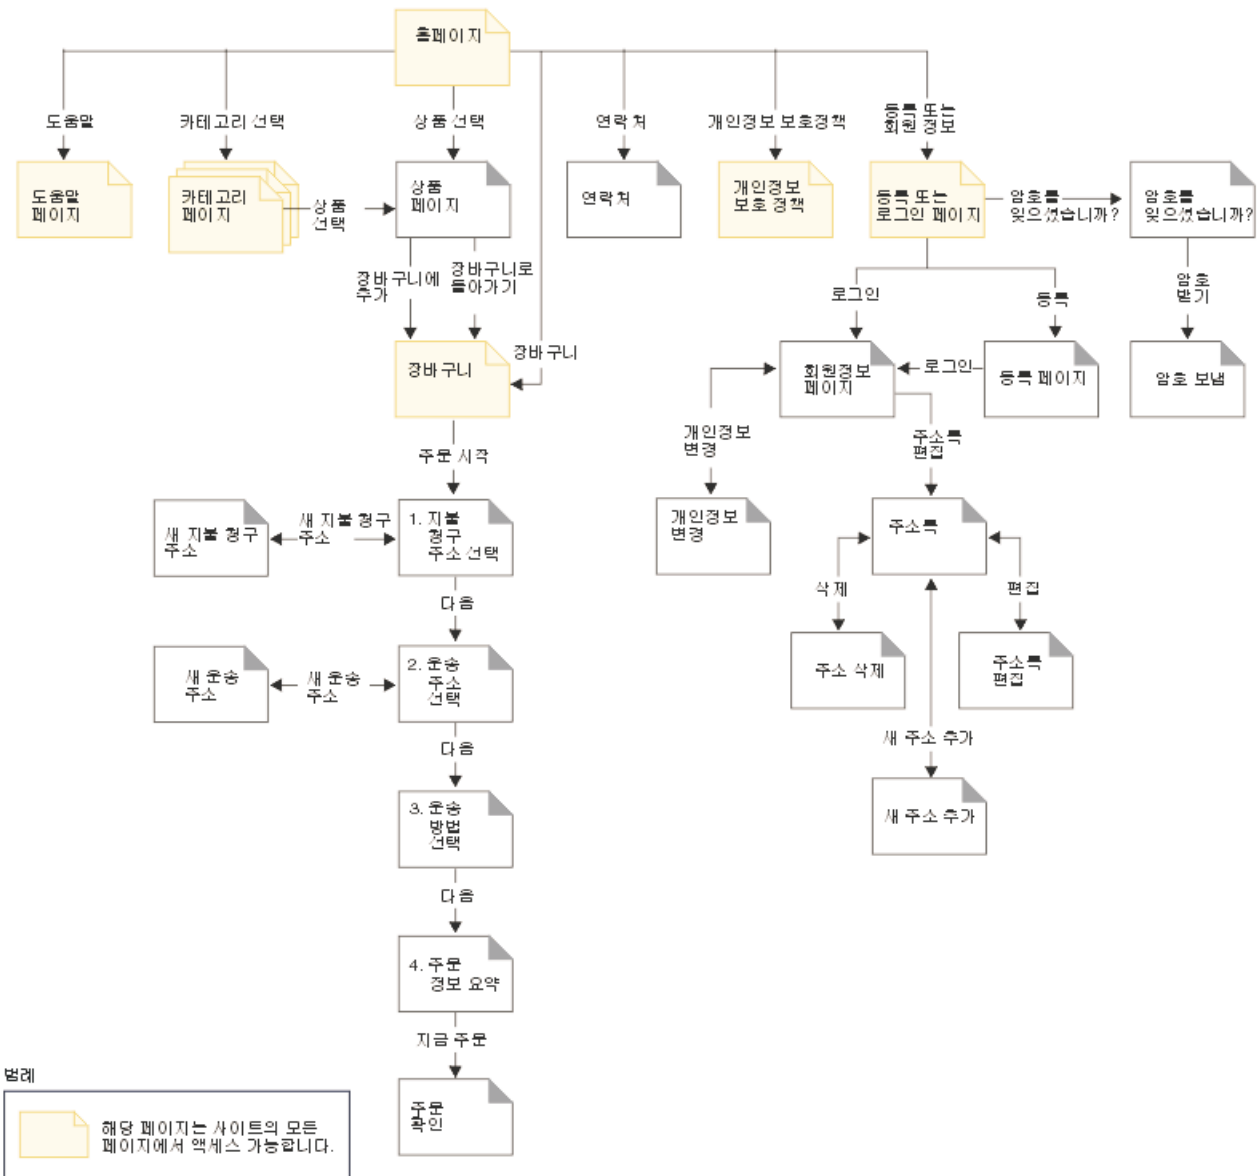 홈페이지
도움말
카테고리 선택
상품 선택
연락처
개인정보 보호정책
등록 또는
회원 정보
도움말
페이지
카테고리
페이지
상품
선택
상품
페이지
연락처
개인정보
보호 정책
등록 또는
로그인 페이지
암호를
잊으셨습니까?
암호를
잊으셨습니까?
장바구니에
추가
장바구니로
돌아가기
로그인
등록
암호
받기
장바구니
장바구니
회원정보
페이지
로그인
등록 페이지
암호 보냄
개인정보
변경
주소록
편집
주문 시작
새 지불 청구
주소
새 지불 청구
주소
1. 지불
청구
주소 선택
개인정보
변경
주소록
다음
삭제
편집
새 운송
주소
새 운송
주소
2. 운송
주소
선택
주소 삭제
주소록
편집
다음
새 주소 추가
3. 운송
방법
선택
새 주소 추가
다음
4. 주문
정보 요약
지금 주문
주문
확인
범례
해당 페이지는 사이트의 모든
페이지에서 액세스 가능합니다.